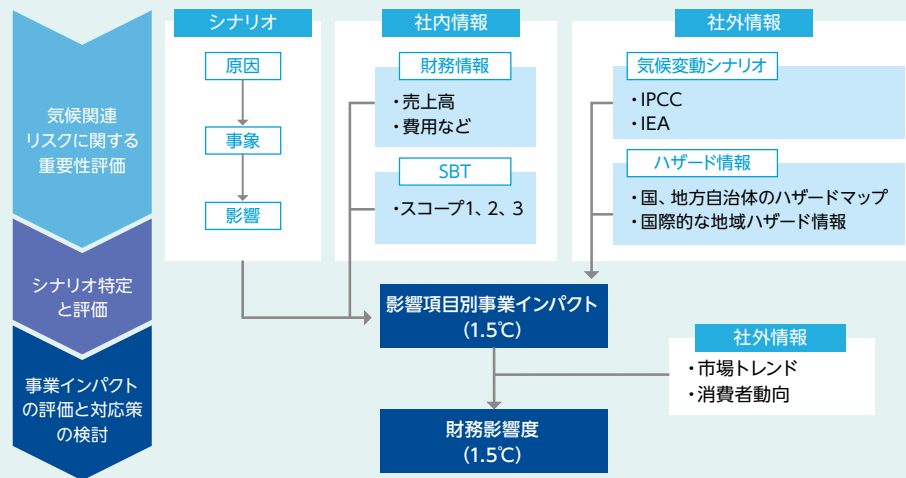 気候関連
リスクに関する
重要性評価
シナリオ特定
と評価
事業インパクト
の評価と対応策
の検討
シナリオ
原因
事象
影響
社内情報
財務情報
・売上高
・費用など
SBT
・スコープ1、2、3
社外情報
気候変動シナリオ
・IPCC
・IEA
ハザード情報
・国、地方自治体のハザードマップ
・国際的な地域ハザード情報
影響項目別事業インパクト
(1.5℃)
社外情報
・市場トレンド
・消費者動向
財務影響度
(1.5℃)